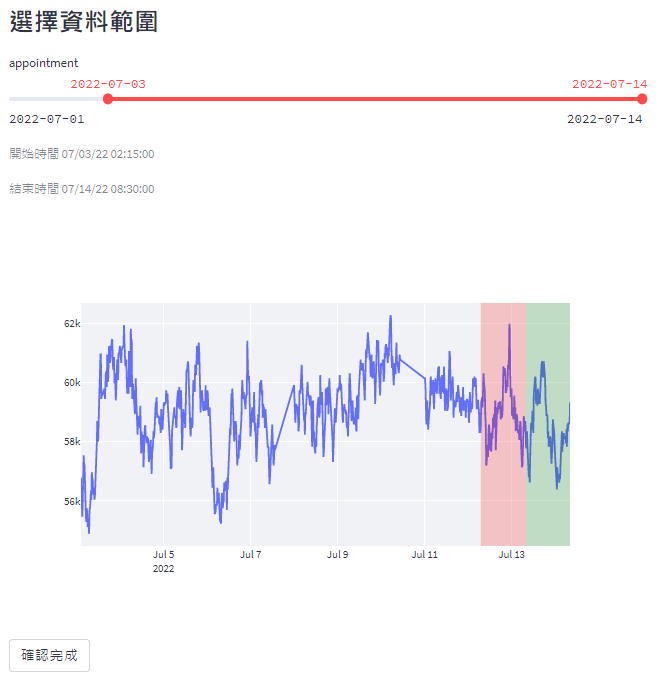 選擇資料範圍
appointment
2022-07-03 2022-07-14
2022-07-01 2022-07-14
開始時間 07/03/22 02:15:00
結束時間 07/14/22 08:30:00
62k
60k
58k
56k
Jul 5 Jul 7 Jul 9 Jul 11 Jul 13
2022
確認完成